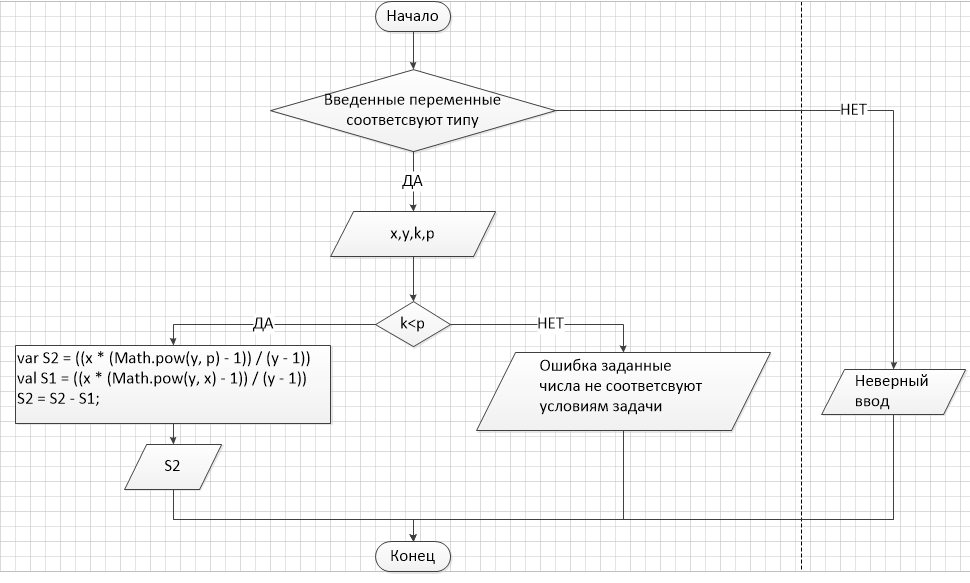 Начало
Введенные переменные
соответсвуют типу
НЕТ
ДА
x,y,k,p
k<p
ДА
НЕТ
var S2 = ((x * (Math.pow(y, p) - 1)) / (y - 1))
val S1 = ((x * (Math.pow(y, x) - 1)) / (y - 1))
S2 = S2 - S1;
Ошибка заданные
числа не соответсвуют
условиям задачи
Неверный
ввод
S2
Конец